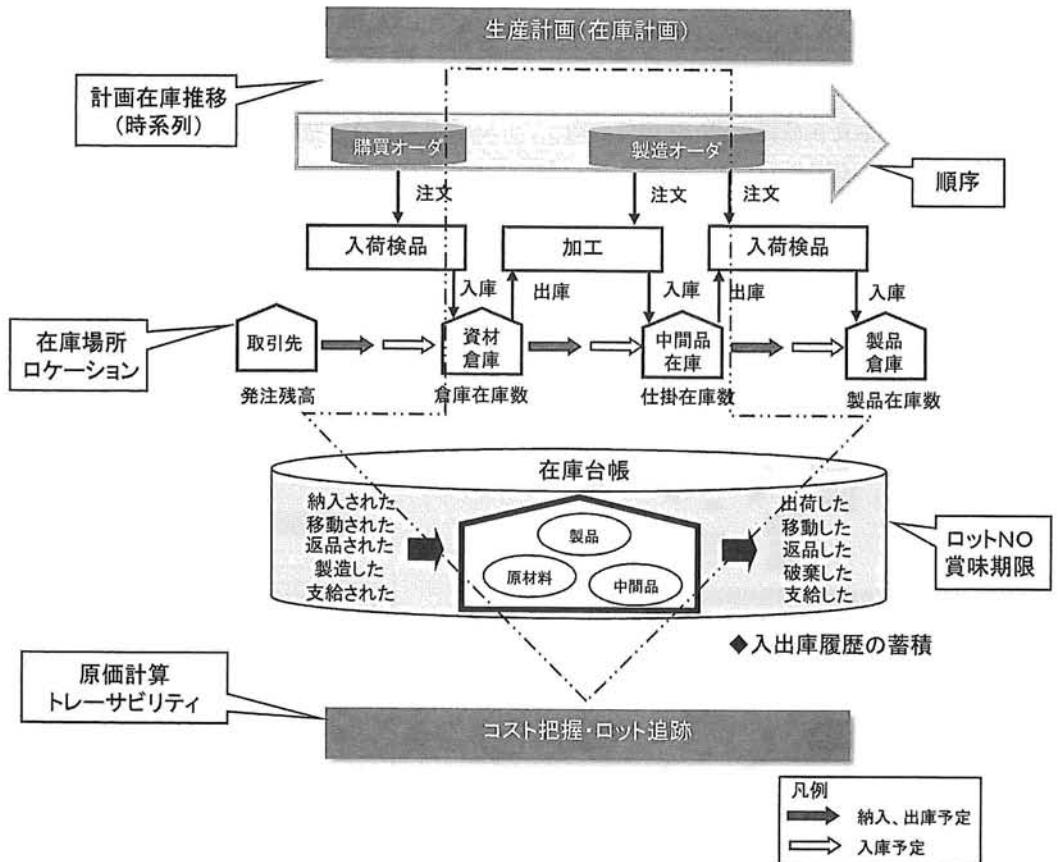 生産計画(在庫計画)
計画在庫推移
(時系列)
購買オーダ
製造オーダ
順序
注文
注文
注文
入荷検品
加工
入荷検品
入庫
出庫
入庫
出庫
入庫
在庫場所
ロケーション
取引先
資材
倉庫
中間品
在庫
製品
倉庫
発注残高
倉庫在庫数
仕掛在庫数
製品在庫数
在庫台帳
納入された
移動された
返品された
製造した
支給された
製品
原材料
中間品
出荷した
移動した
返品した
破棄した
支給した
ロットNO
賞味期限
◆入出庫履歴の蓄積
原価計算
トレーサビリティ
コスト把握・ロット追跡
凡例
納入、出庫予定
入庫予定